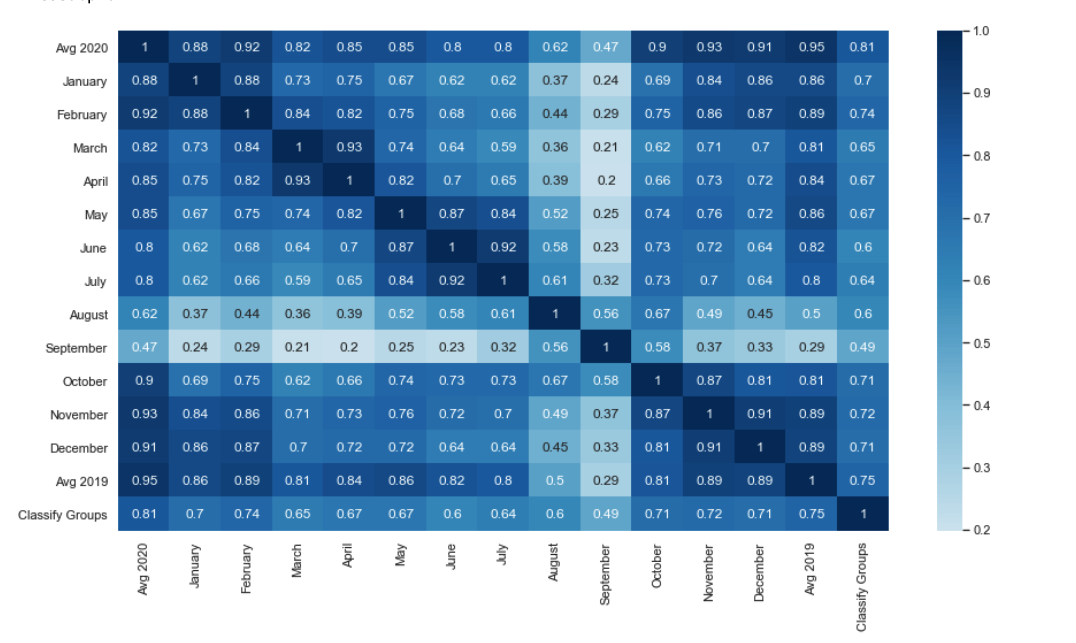 Avg 2020 1 0.88 0.92 0.82 0.85 0.85 0.8 0.8 0.62 0.47 0.9 0.93 0.91 0.95 0.81
January 0.88 1 0.88 0.73 0.75 0.67 0.62 0.62 0.37 0.24 0.69 0.84 0.86 0.86 0.7
February 0.92 0.88 1 0.84 0.82 0.75 0.68 0.66 0.44 0.29 0.75 0.86 0.87 0.89 0.74
March 0.82 0.73 0.84 1 0.93 0.74 0.64 0.59 0.36 0.21 0.62 0.71 0.7 0.81 0.65
April 0.85 0.75 0.82 0.93 1 0.82 0.7 0.65 0.39 0.2 0.66 0.73 0.72 0.84 0.67
May 0.85 0.67 0.75 0.74 0.82 1 0.87 0.84 0.52 0.25 0.74 0.76 0.72 0.86 0.67
June 0.8 0.62 0.68 0.64 0.7 0.87 1 0.92 0.58 0.23 0.73 0.72 0.64 0.82 0.6
July 0.8 0.62 0.66 0.59 0.65 0.84 0.92 1 0.61 0.32 0.73 0.7 0.64 0.8 0.64
August 0.62 0.37 0.44 0.36 0.39 0.52 0.58 0.61 1 0.56 0.67 0.49 0.45 0.5 0.6
September 0.47 0.24 0.29 0.21 0.2 0.25 0.23 0.32 0.56 1 0.58 0.37 0.33 0.29 0.49
October 0.9 0.69 0.75 0.62 0.66 0.74 0.73 0.73 0.67 0.58 1 0.87 0.81 0.81 0.71
November 0.93 0.84 0.86 0.71 0.73 0.76 0.72 0.7 0.49 0.37 0.87 1 0.91 0.89 0.72
December 0.91 0.86 0.87 0.7 0.72 0.72 0.64 0.64 0.45 0.33 0.81 0.91 1 0.89 0.71
Avg 2019 0.95 0.86 0.89 0.81 0.84 0.86 0.82 0.8 0.5 0.29 0.81 0.89 0.89 1 0.75
Classify Groups 0.81 0.7 0.74 0.65 0.67 0.67 0.6 0.64 0.6 0.49 0.71 0.72 0.71 0.75 1
Avg 2020
January
February
March
April
May
June
July
August
September
October
November
December
Avg 2019
Classify Groups
1.0
0.9
0.8
0.7
0.6
0.5
0.4
0.3
0.2